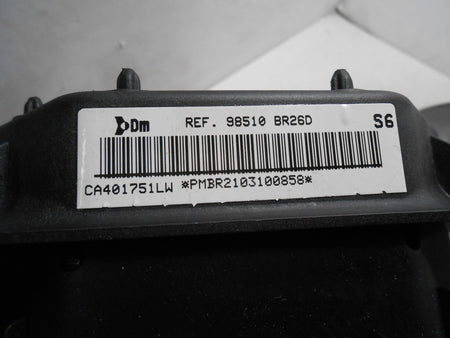 Dm REF. 98510 BR26D S6
CA401751LW *PMBR2103100858*